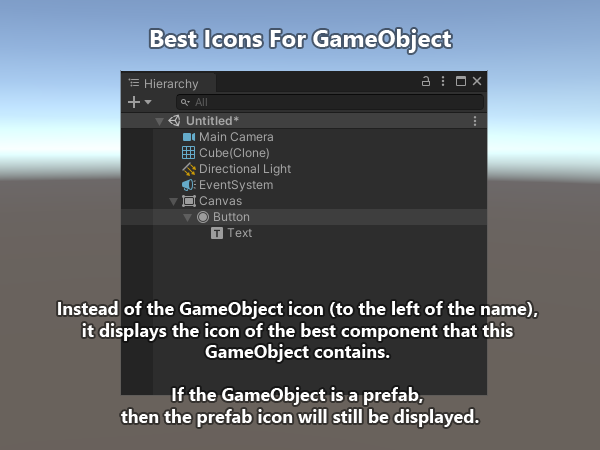 Best Icons For GameObject
Hierarchy
All
Untitled*
Main Camera
Cube(Clone)
Directional Light
EventSystem
Canvas
Button
T Text
Instead of the GameObject icon (to the left of the name),
it displays the icon of the best component that this
GameObject contains.
If the GameObject is a prefab,
then the prefab icon will still be displayed.